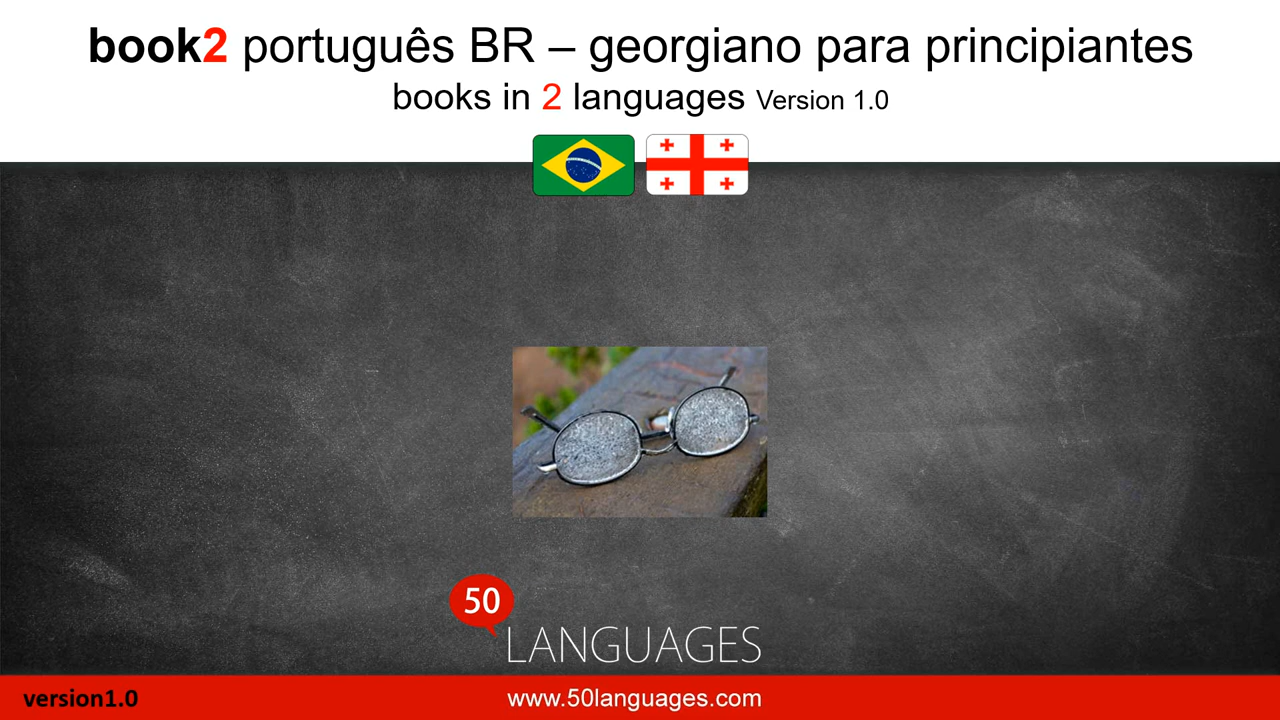 book2 português BR – georgiano para principiantes
books in 2 languages Version 1.0
50
LANGUAGES
version1.0
www.50languages.com